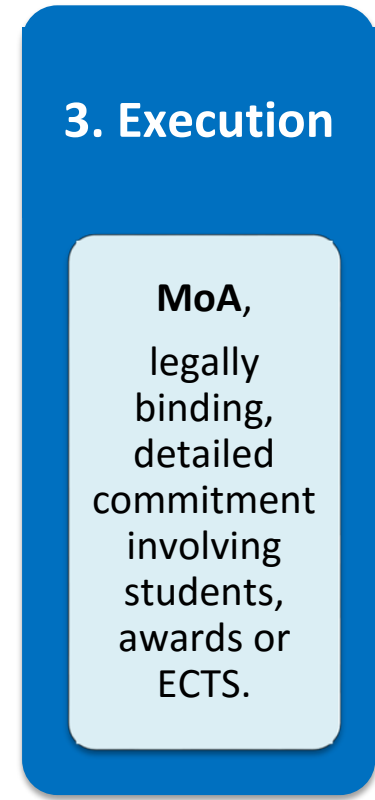 3. Execution
MoA,
legally
binding,
detailed
commitment
involving
students,
awards or
ECTS.